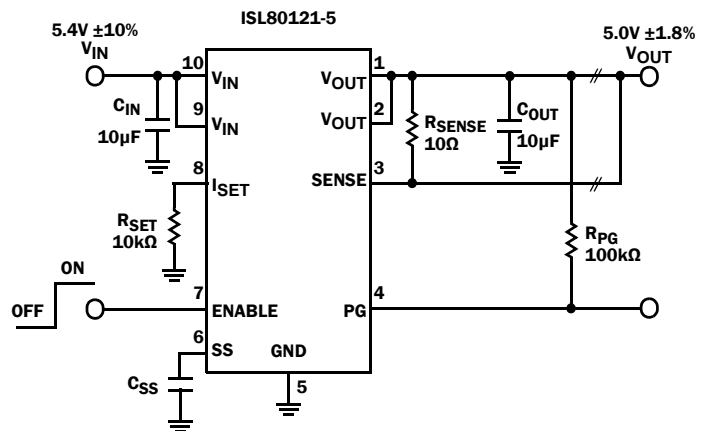 ISL80121-5
5.4V ±10%
VIN
5.0V ±1.8%
VOUT
10
VIN
9
VIN
CIN
10µF
8
ISET
RSET
10kΩ
ON
OFF
7
ENABLE
6
SS
CSS
GND
5
1
VOUT
2
VOUT
RSENSE
10Ω
COUT
10µF
3
SENSE
RPG
100kΩ
4
PG